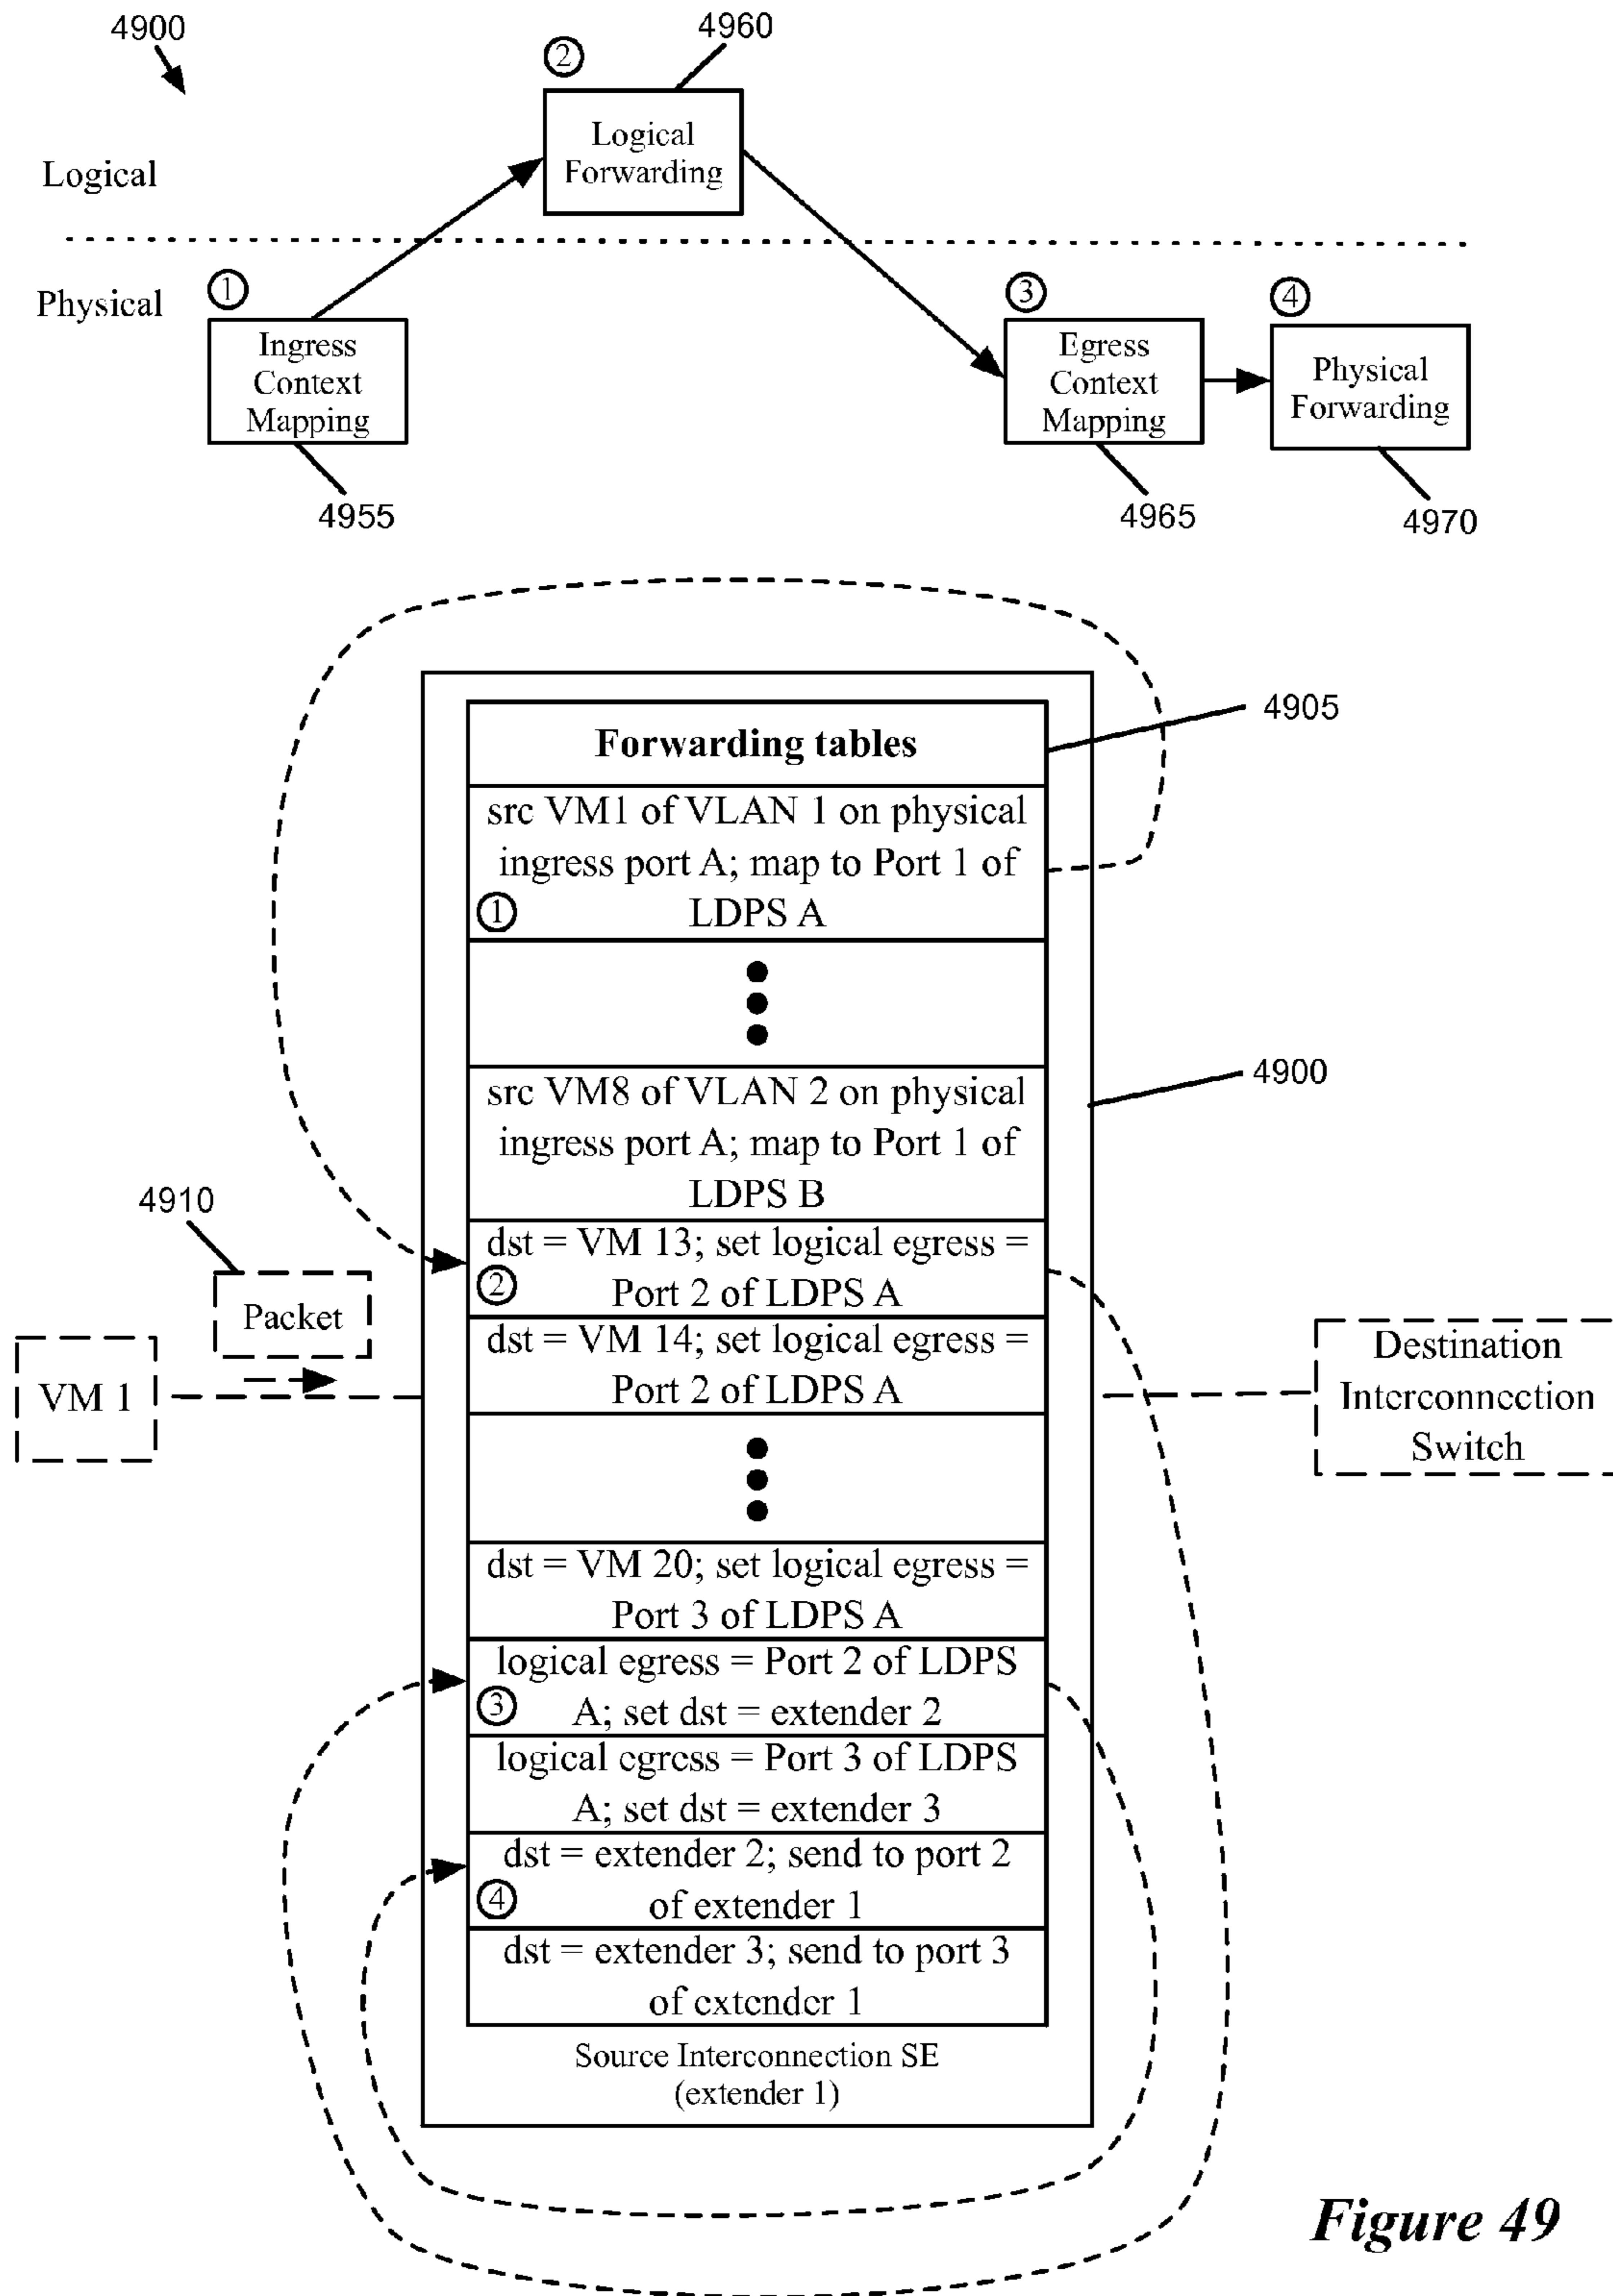 4900
4960
②
Logical
Forwarding
Logical
Physical
①
Ingress
Context
Mapping
4955
③
Egress
Context
Mapping
4965
④
Physical
Forwarding
4970
4905
Forwarding tables
src VM1 of VLAN 1 on physical
ingress port A; map to Port 1 of
① LDPS A
4900
src VM8 of VLAN 2 on physical
ingress port A; map to Port 1 of
LDPS B
4910
Packet
VM 1
dst = VM 13; set logical egress =
② Port 2 of LDPS A
dst = VM 14; set logical egress =
Port 2 of LDPS A
Destination
Interconnection
Switch
dst = VM 20; set logical egress =
Port 3 of LDPS A
logical egress = Port 2 of LDPS
③ A; set dst = extender 2
logical egress = Port 3 of LDPS
A; set dst = extender 3
dst = extender 2; send to port 2
④ of extender 1
dst = extender 3; send to port 3
of extender 1
Source Interconnection SE
(extender 1)
Figure 49